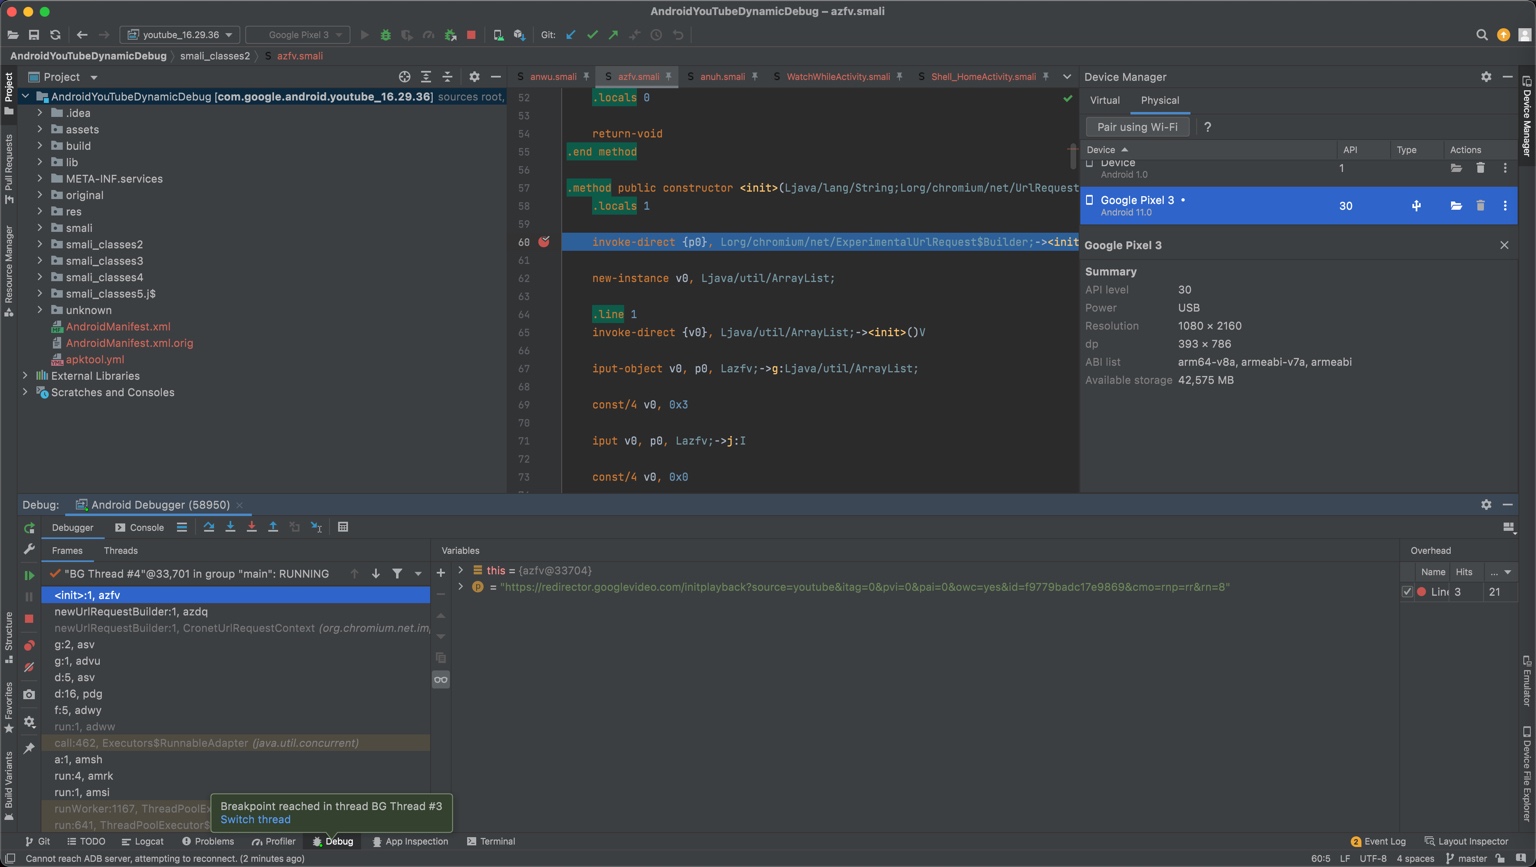 AndroidYouTubeDynamicDebug – azfv.smali
youtube_16.29.36
Google Pixel 3
Git:
AndroidYouTubeDynamicDebug
smali_classes2
azfv.smali
Project
anwu.smali
azfv.smali
anuh.smali
WatchWhileActivity.smali
Shell_HomeActivity.smali
Device Manager
AndroidYouTubeDynamicDebug [com.google.android.youtube_16.29.36] sources root,
.idea
assets
build
lib
META-INF.services
original
res
smali
smali_classes2
smali_classes3
smali_classes4
smali_classes5.j$
unknown
AndroidManifest.xml
AndroidManifest.xml.orig
apktool.yml
External Libraries
Scratches and Consoles
52 .locals 0
53
54 return-void
55 .end method
56
57 .method public constructor <init>(Ljava/lang/String;Lorg/chromium/net/UrlRequest
58 .locals 1
59
60 invoke-direct {p0}, Lorg/chromium/net/ExperimentalUrlRequest$Builder;-><init
61
62 new-instance v0, Ljava/util/ArrayList;
63
64 .line 1
65 invoke-direct {v0}, Ljava/util/ArrayList;-><init>()V
66
67 iput-object v0, p0, Lazfv;->g:Ljava/util/ArrayList;
68
69 const/4 v0, 0x3
70
71 iput v0, p0, Lazfv;->j:I
72
73 const/4 v0, 0x0
Virtual
Physical
Pair using Wi-Fi
?
Device API Type Actions
Device
Android 1.0
1
Google Pixel 3
Android 11.0
30
Google Pixel 3
Summary
API level 30
Power USB
Resolution 1080 × 2160
dp 393 × 786
ABI list arm64-v8a, armeabi-v7a, armeabi
Available storage 42,575 MB
Project
Pull Requests
Resource Manager
Structure
Favorites
Build Variants
Device Manager
Emulator
Device File Explorer
Debug:
Android Debugger (58950)
Debugger
Console
Frames
Threads
"BG Thread #4"@33,701 in group "main": RUNNING
<init>:1, azfv
newUrlRequestBuilder:1, azdq
newUrlRequestBuilder:1, CronetUrlRequestContext (org.chromium.net.im
g:2, asv
g:1, advu
d:5, asv
d:16, pdg
f:5, adwy
run:1, adww
call:462, Executors$RunnableAdapter (java.util.concurrent)
a:1, amsh
run:4, amrk
run:1, amsi
runWorker:1167, ThreadPoolEx
run:641, ThreadPoolExecutor$
Variables
this = {azfv@33704}
= "https://redirector.googlevideo.com/initplayback?source=youtube&itag=0&pvi=0&pai=0&owc=yes&id=f9779badc17e9869&cmo=rnp=rr&rn=8"
Overhead
Name Hits ...
Line 3 21
Breakpoint reached in thread BG Thread #3
Switch thread
Git
TODO
Logcat
Problems
Profiler
Debug
App Inspection
Terminal
2 Event Log
Layout Inspector
Cannot reach ADB server, attempting to reconnect. (2 minutes ago)
60:5 LF UTF-8 4 spaces master